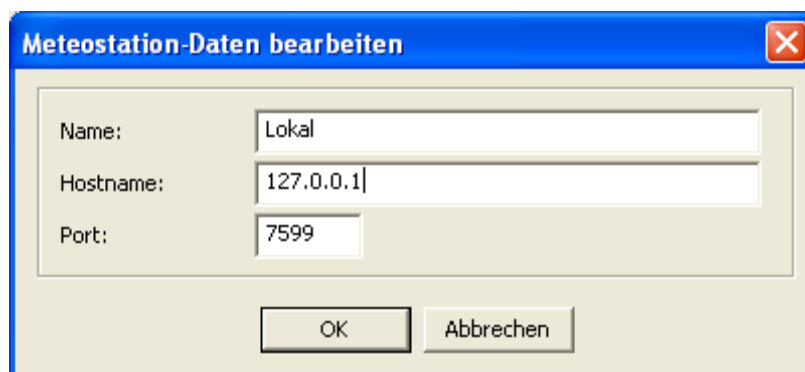 Meteostation-Daten bearbeiten
Name: Lokal
Hostname: 127.0.0.1
Port: 7599
OK Abbrechen